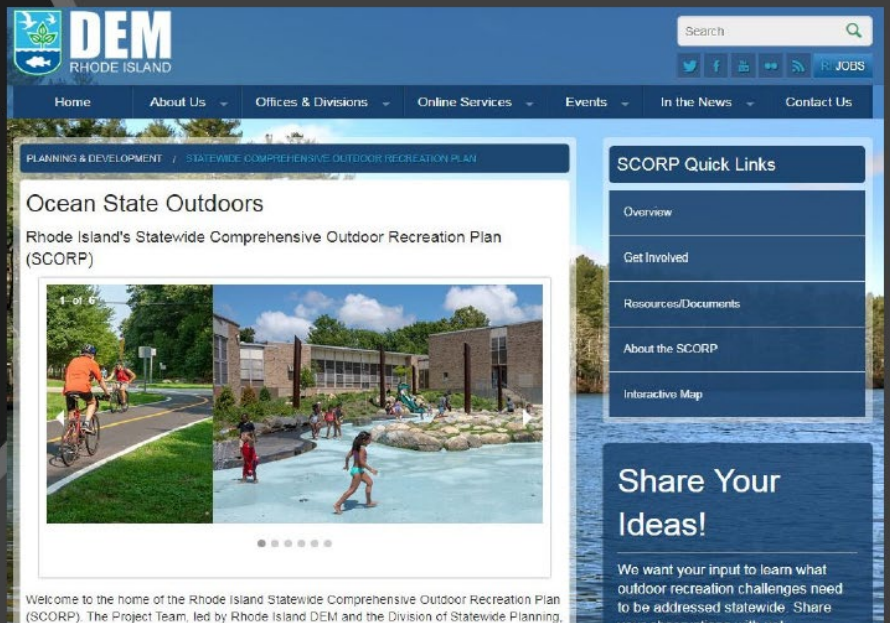 DEM
RHODE ISLAND
Search
JOBS
Home About Us Offices & Divisions Online Services Events In the News Contact Us
PLANNING & DEVELOPMENT / STATEWIDE COMPREHENSIVE OUTDOOR RECREATION PLAN
Ocean State Outdoors
Rhode Island's Statewide Comprehensive Outdoor Recreation Plan
(SCORP)
1 of 6
Welcome to the home of the Rhode Island Statewide Comprehensive Outdoor Recreation Plan
(SCORP). The Project Team, led by Rhode Island DEM and the Division of Statewide Planning,
SCORP Quick Links
Overview
Get Involved
Resources/Documents
About the SCORP
Interactive Map
Share Your
Ideas!
We want your input to learn what
outdoor recreation challenges need
to be addressed statewide. Share